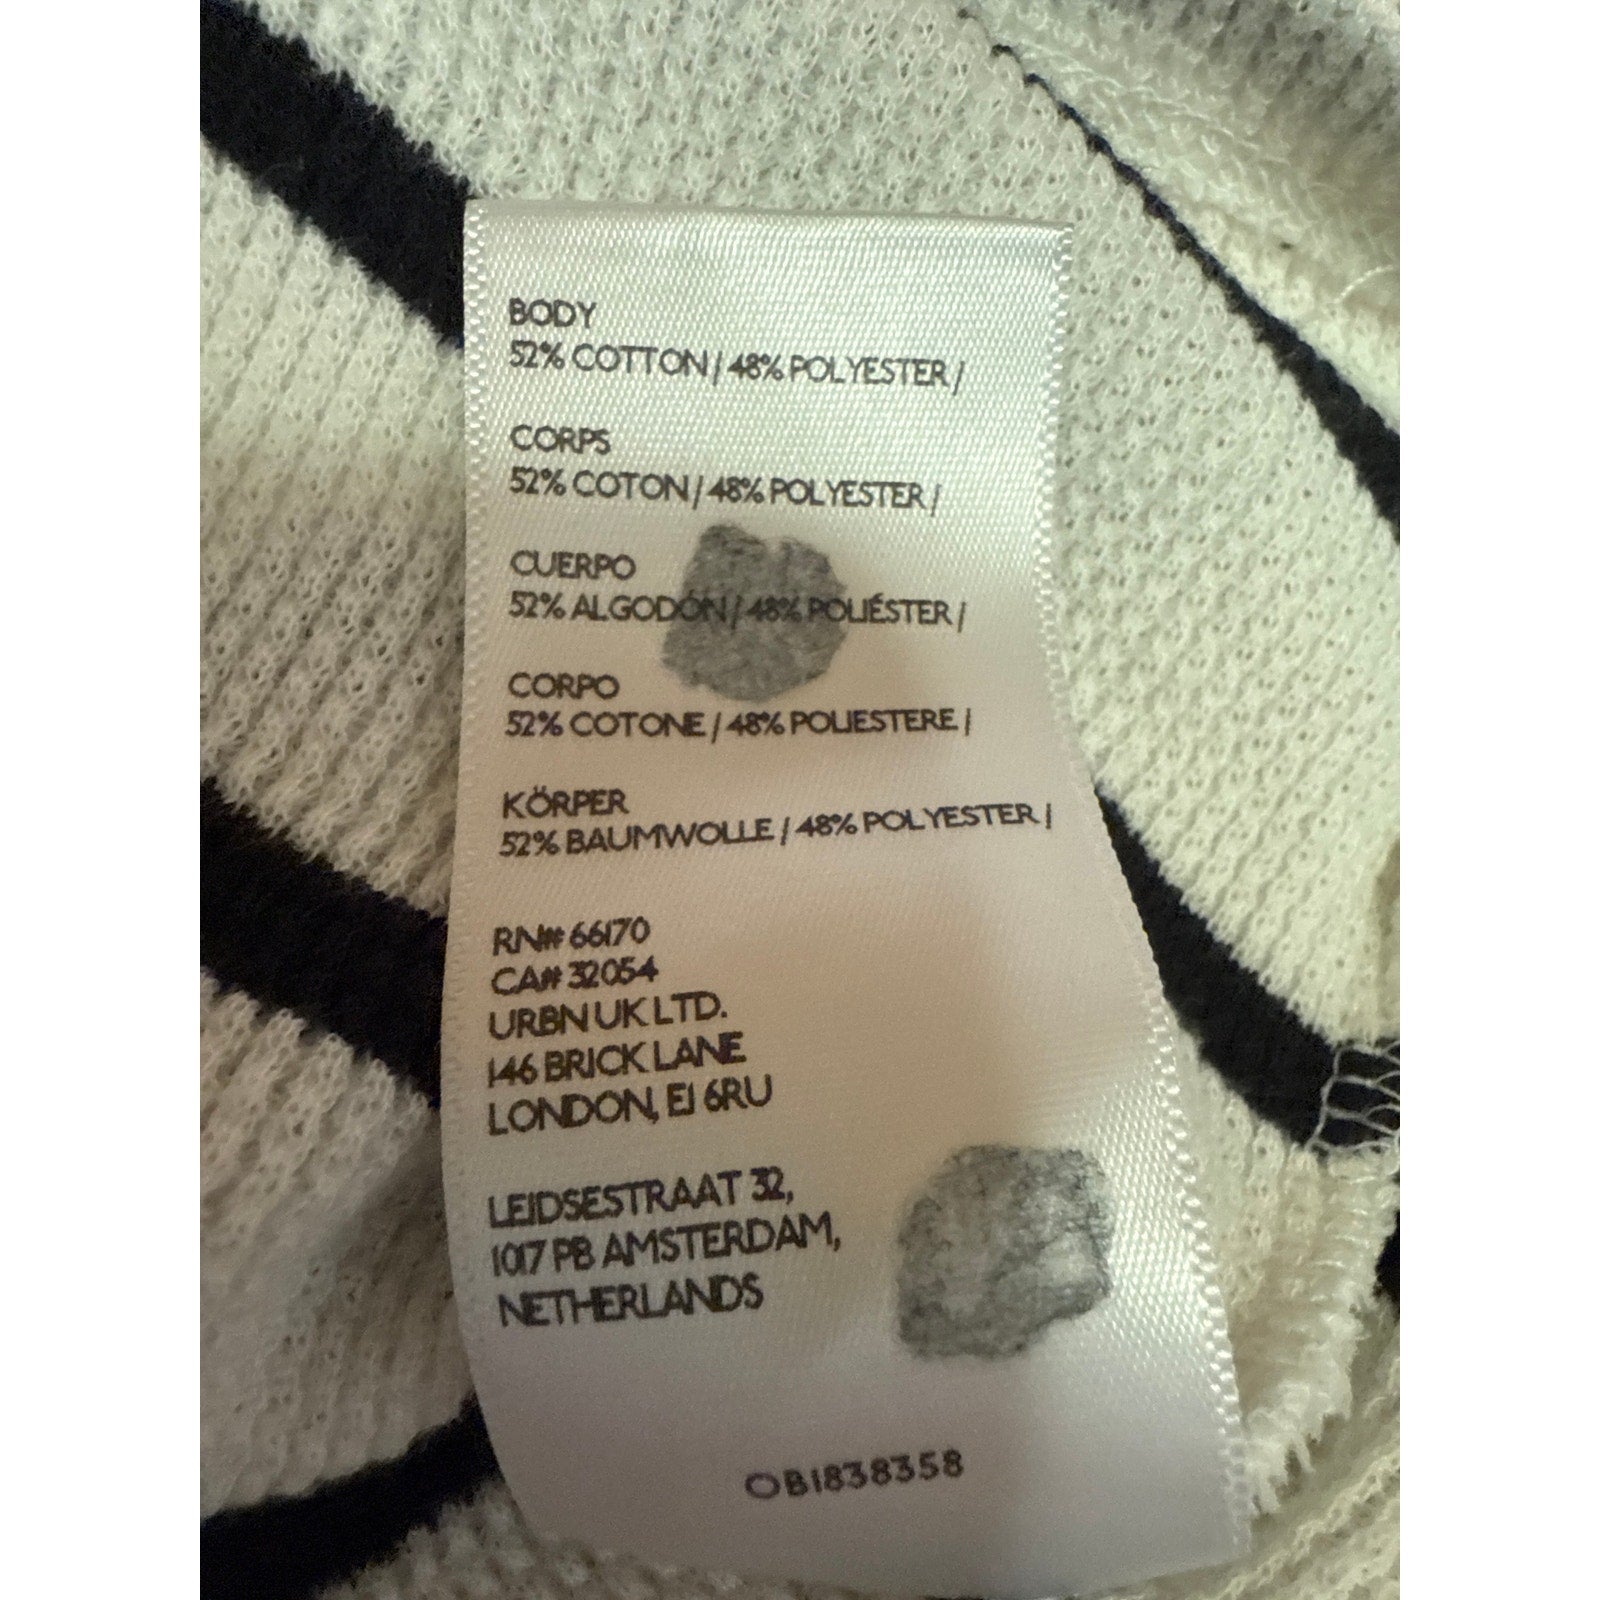 BODY
52% COTTON / 48% POLYESTER /
CORPS
52% COTON / 48% POLYESTER /
CUERPO
52% ALGODÓN / 48% POLIÉSTER /
CORPO
52% COTONE / 48% POLIESTERE /
KÖRPER
52% BAUMWOLLE / 48% POLYESTER /
RN# 66170
CA# 32054
URBN UK LTD.
146 BRICK LANE
LONDON, E1 6RU
LEIDSESTRAAT 32,
1017 PB AMSTERDAM,
NETHERLANDS
OB1838358